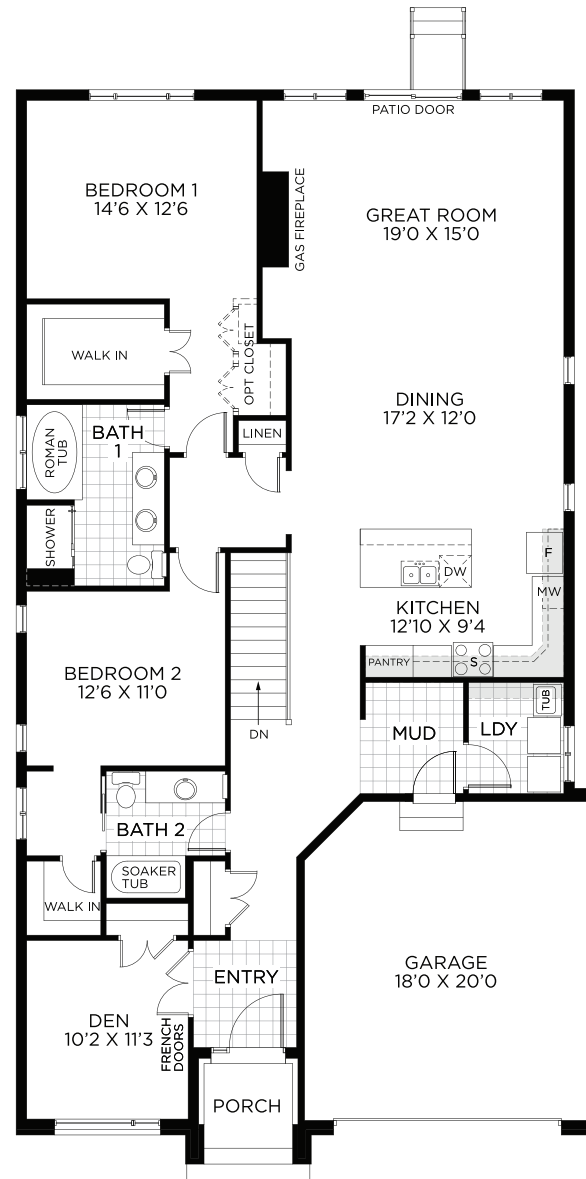 PATIO DOOR
BEDROOM 1
14'6 X 12'6
GAS FIREPLACE
GREAT ROOM
19'0 X 15'0
WALK IN
OPT CLOSET
DINING
17'2 X 12'0
BATH
1
ROMAN
TUB
LINEN
SHOWER
F
DW
MW
KITCHEN
12'10 X 9'4
PANTRY
S
BEDROOM 2
12'6 X 11'0
DN
MUD
LDY
TUB
BATH 2
SOAKER
TUB
WALK IN
ENTRY
GARAGE
18'0 X 20'0
DEN
10'2 X 11'3
FRENCH
DOORS
PORCH